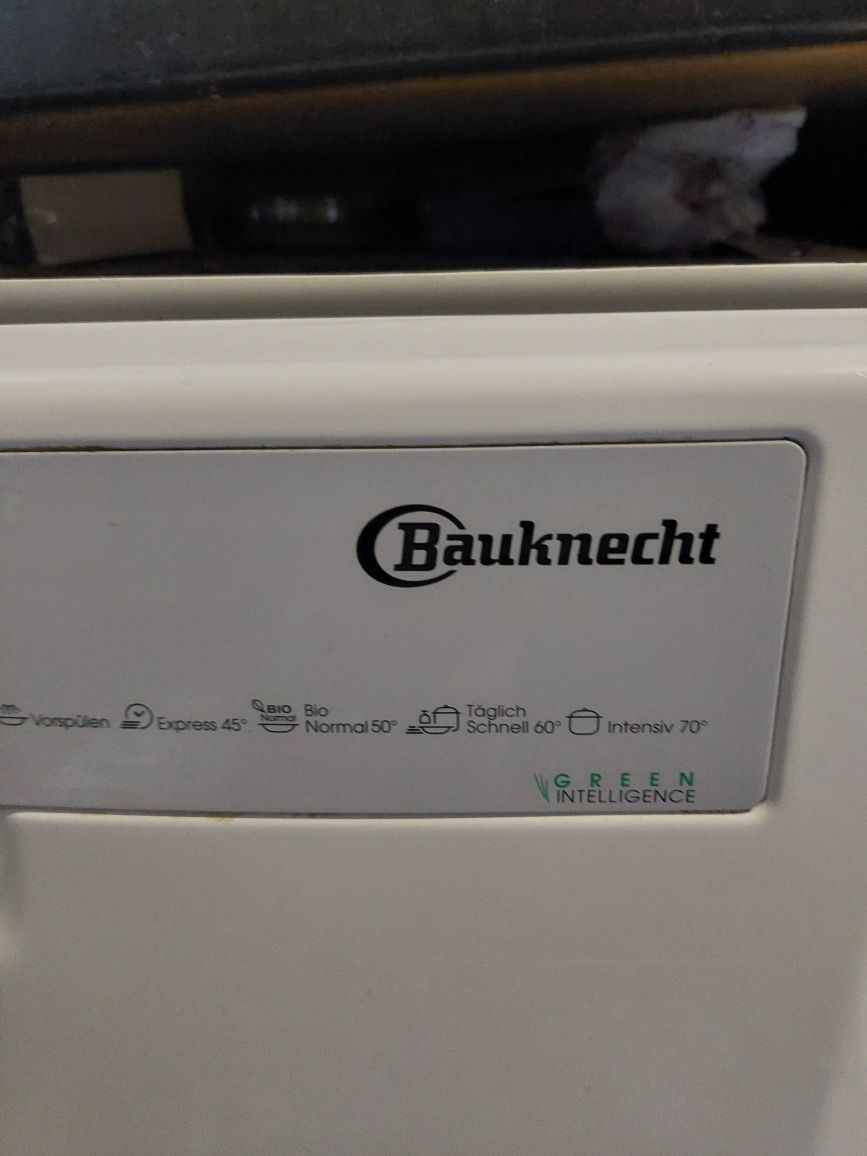 Bauknecht
Vorspülen
Express 45°
BIO
Normal
Bio
Normal 50°
Täglich
Schnell 60°
Intensiv 70°
GREEN
INTELLIGENCE